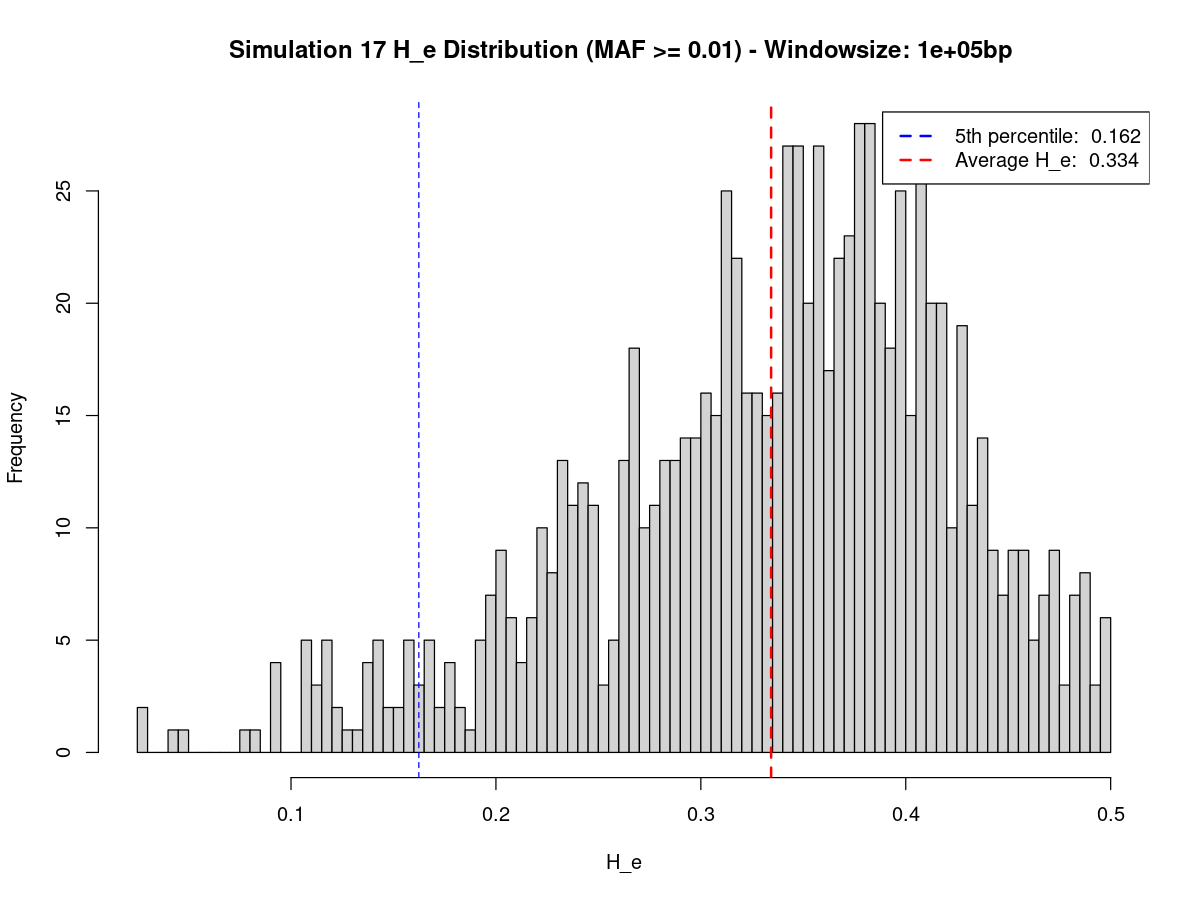 Simulation 17 H_e Distribution (MAF >= 0.01) - Windowsize: 1e+05bp
5th percentile:  0.162
Average H_e:  0.334
Frequency
25
20
15
10
5
0
0.1 0.2 0.3 0.4 0.5
H_e